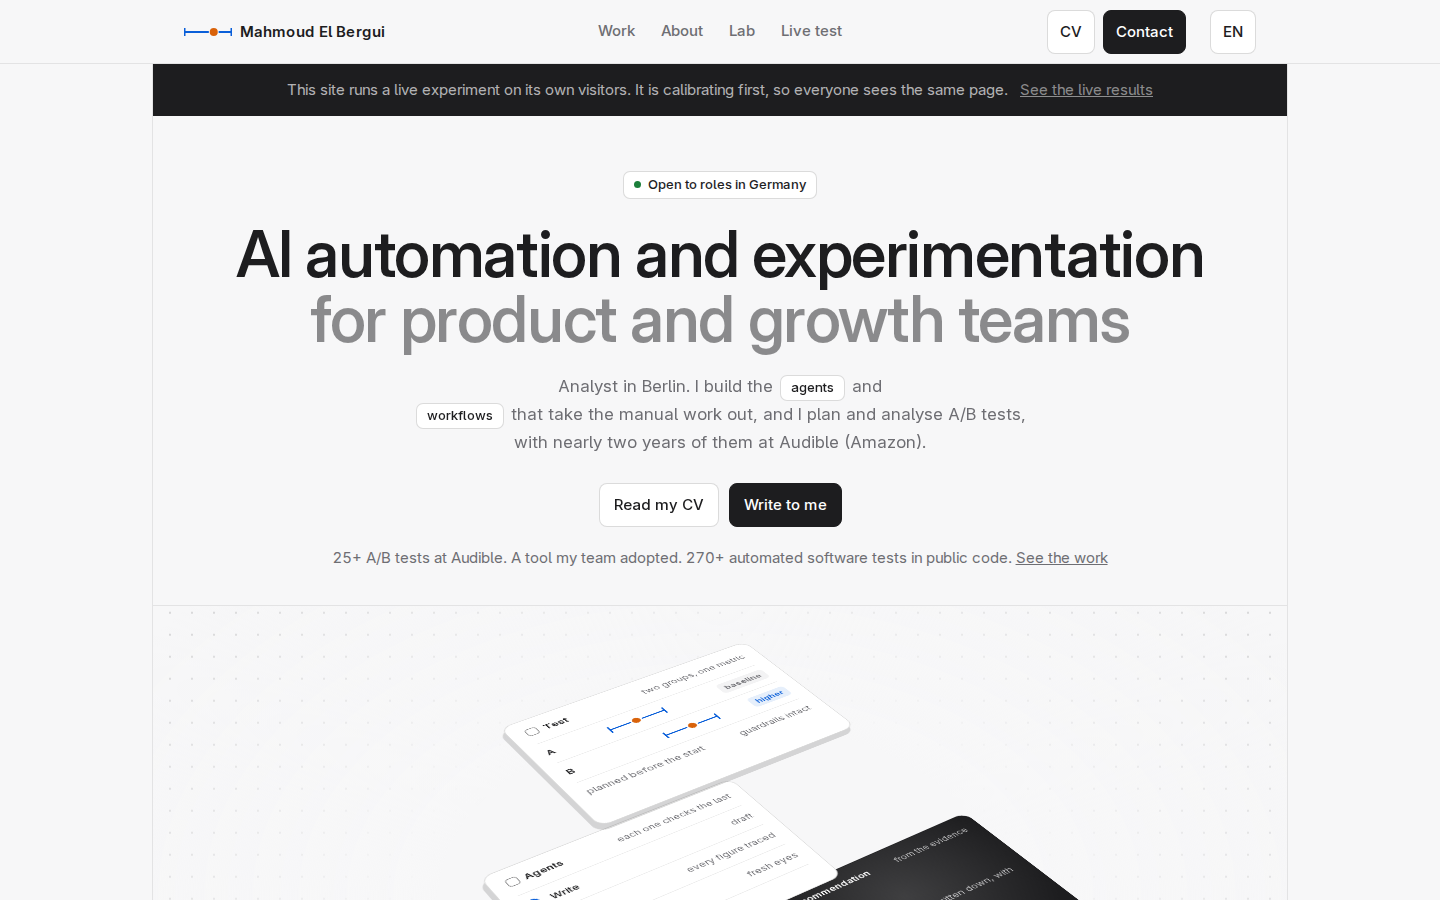 Mahmoud El Bergui
Work
About
Lab
Live test
CV
Contact
EN
This site runs a live experiment on its own visitors. It is calibrating first, so everyone sees the same page. See the live results
Open to roles in Germany
AI automation and experimentation
for product and growth teams
Analyst in Berlin. I build the agents and
workflows that take the manual work out, and I plan and analyse A/B tests,
with nearly two years of them at Audible (Amazon).
Read my CV
Write to me
25+ A/B tests at Audible. A tool my team adopted. 270+ automated software tests in public code. See the work
Test
two groups, one metric
A
baseline
B
higher
planned before the start
guardrails intact
Agents
each one checks the last
Write
draft
every figure traced
fresh eyes
from the evidence
down, with